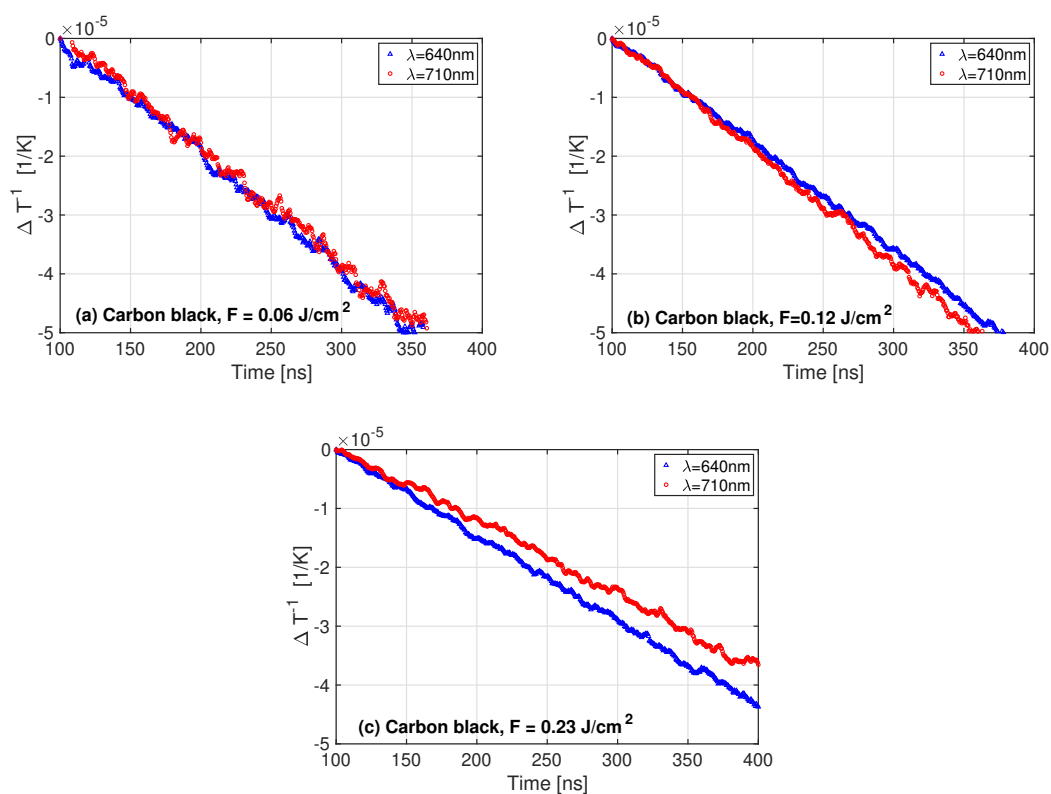 ×10⁻⁵
0
-1
-2
-3
-4
-5
Δ T⁻¹ [1/K]
λ=640nm
λ=710nm
(a) Carbon black, F = 0.06 J/cm²
100 150 200 250 300 350 400
Time [ns]
×10⁻⁵
0
-1
-2
-3
-4
-5
Δ T⁻¹ [1/K]
λ=640nm
λ=710nm
(b) Carbon black, F=0.12 J/cm²
100 150 200 250 300 350 400
Time [ns]
×10⁻⁵
0
-1
-2
-3
-4
-5
Δ T⁻¹ [1/K]
λ=640nm
λ=710nm
(c) Carbon black, F = 0.23 J/cm²
100 150 200 250 300 350 400
Time [ns]